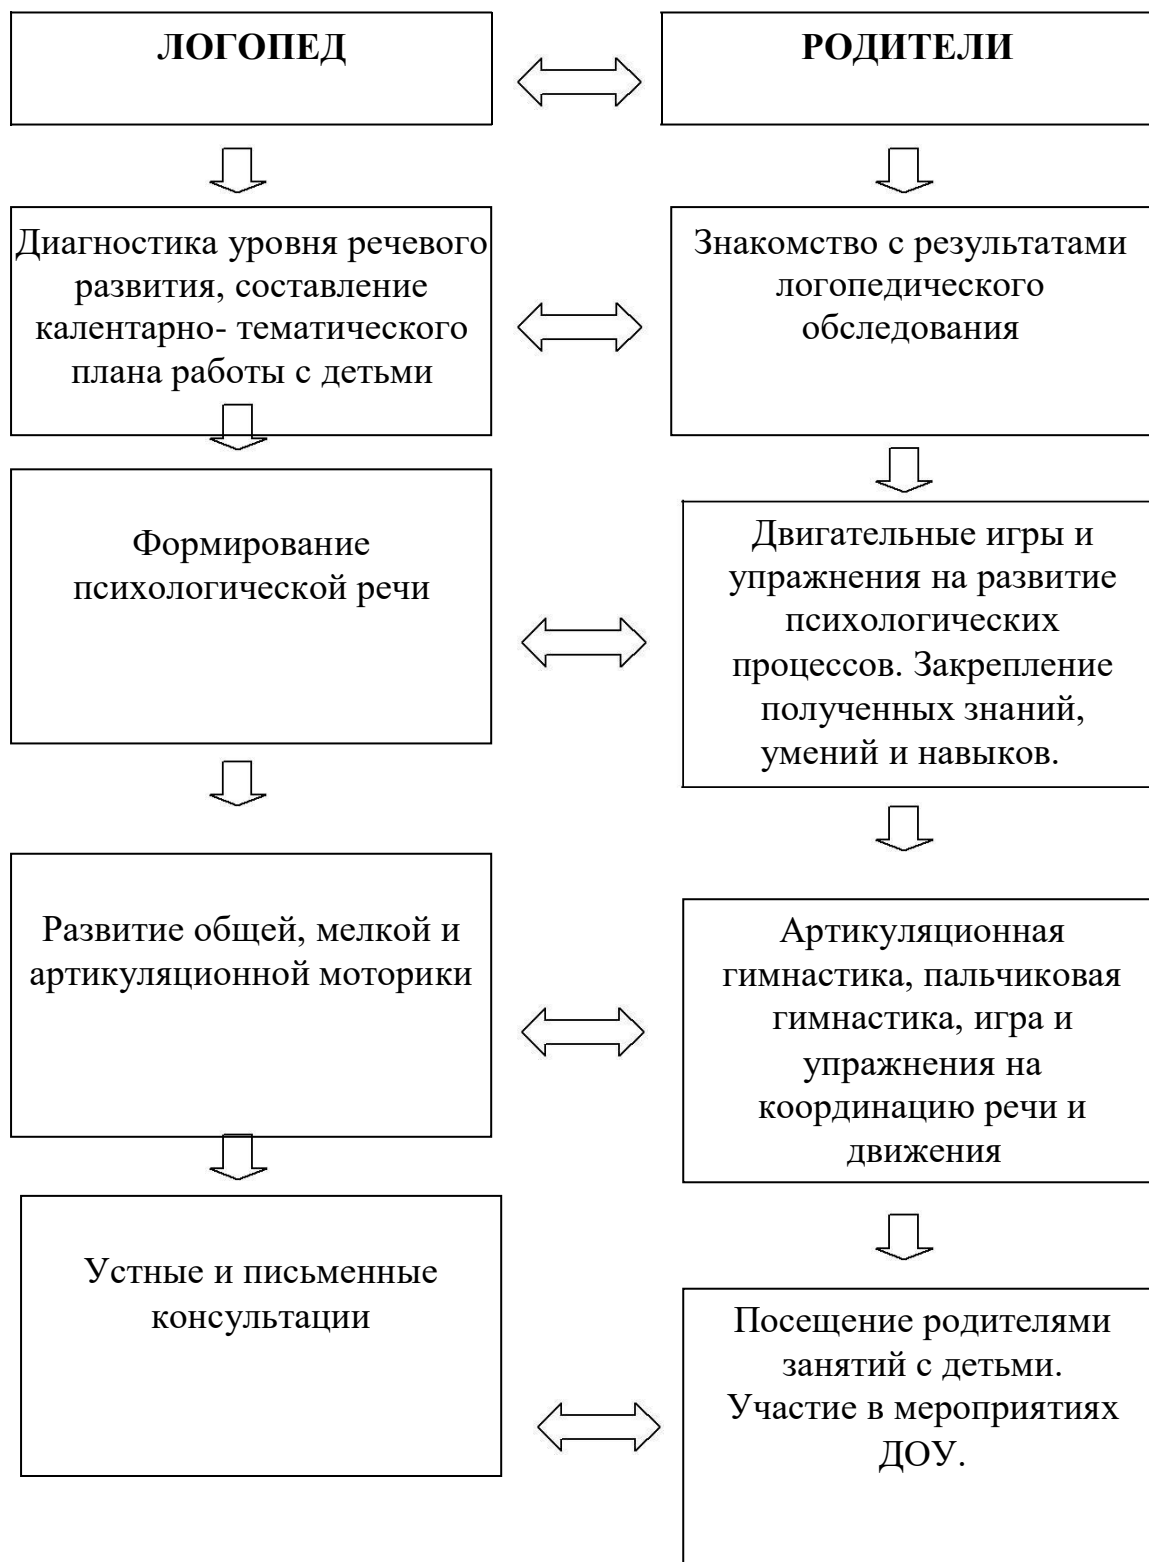 ЛОГОПЕД
РОДИТЕЛИ
Диагностика уровня речевого
развития, составление
календарно- тематического
плана работы с детьми
Знакомство с результатами
логопедического
обследования
Формирование
психологической речи
Двигательные игры и
упражнения на развитие
психологических
процессов. Закрепление
полученных знаний,
умений и навыков.
Развитие общей, мелкой и
артикуляционной моторики
Артикуляционная
гимнастика, пальчиковая
гимнастика, игра и
упражнения на
координацию речи и
движения
Устные и письменные
консультации
Посещение родителями
занятий с детьми.
Участие в мероприятиях
ДОУ.